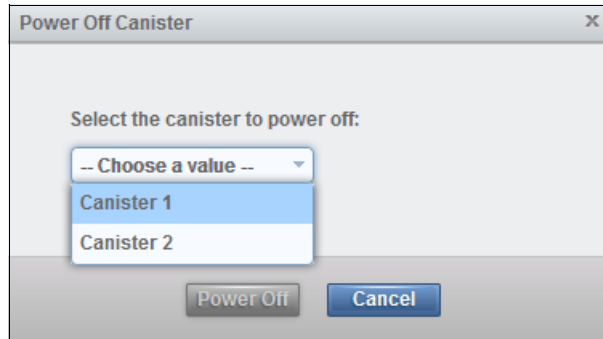 Power Off Canister x
Select the canister to power off:
-- Choose a value --
Canister 1
Canister 2
Power Off Cancel